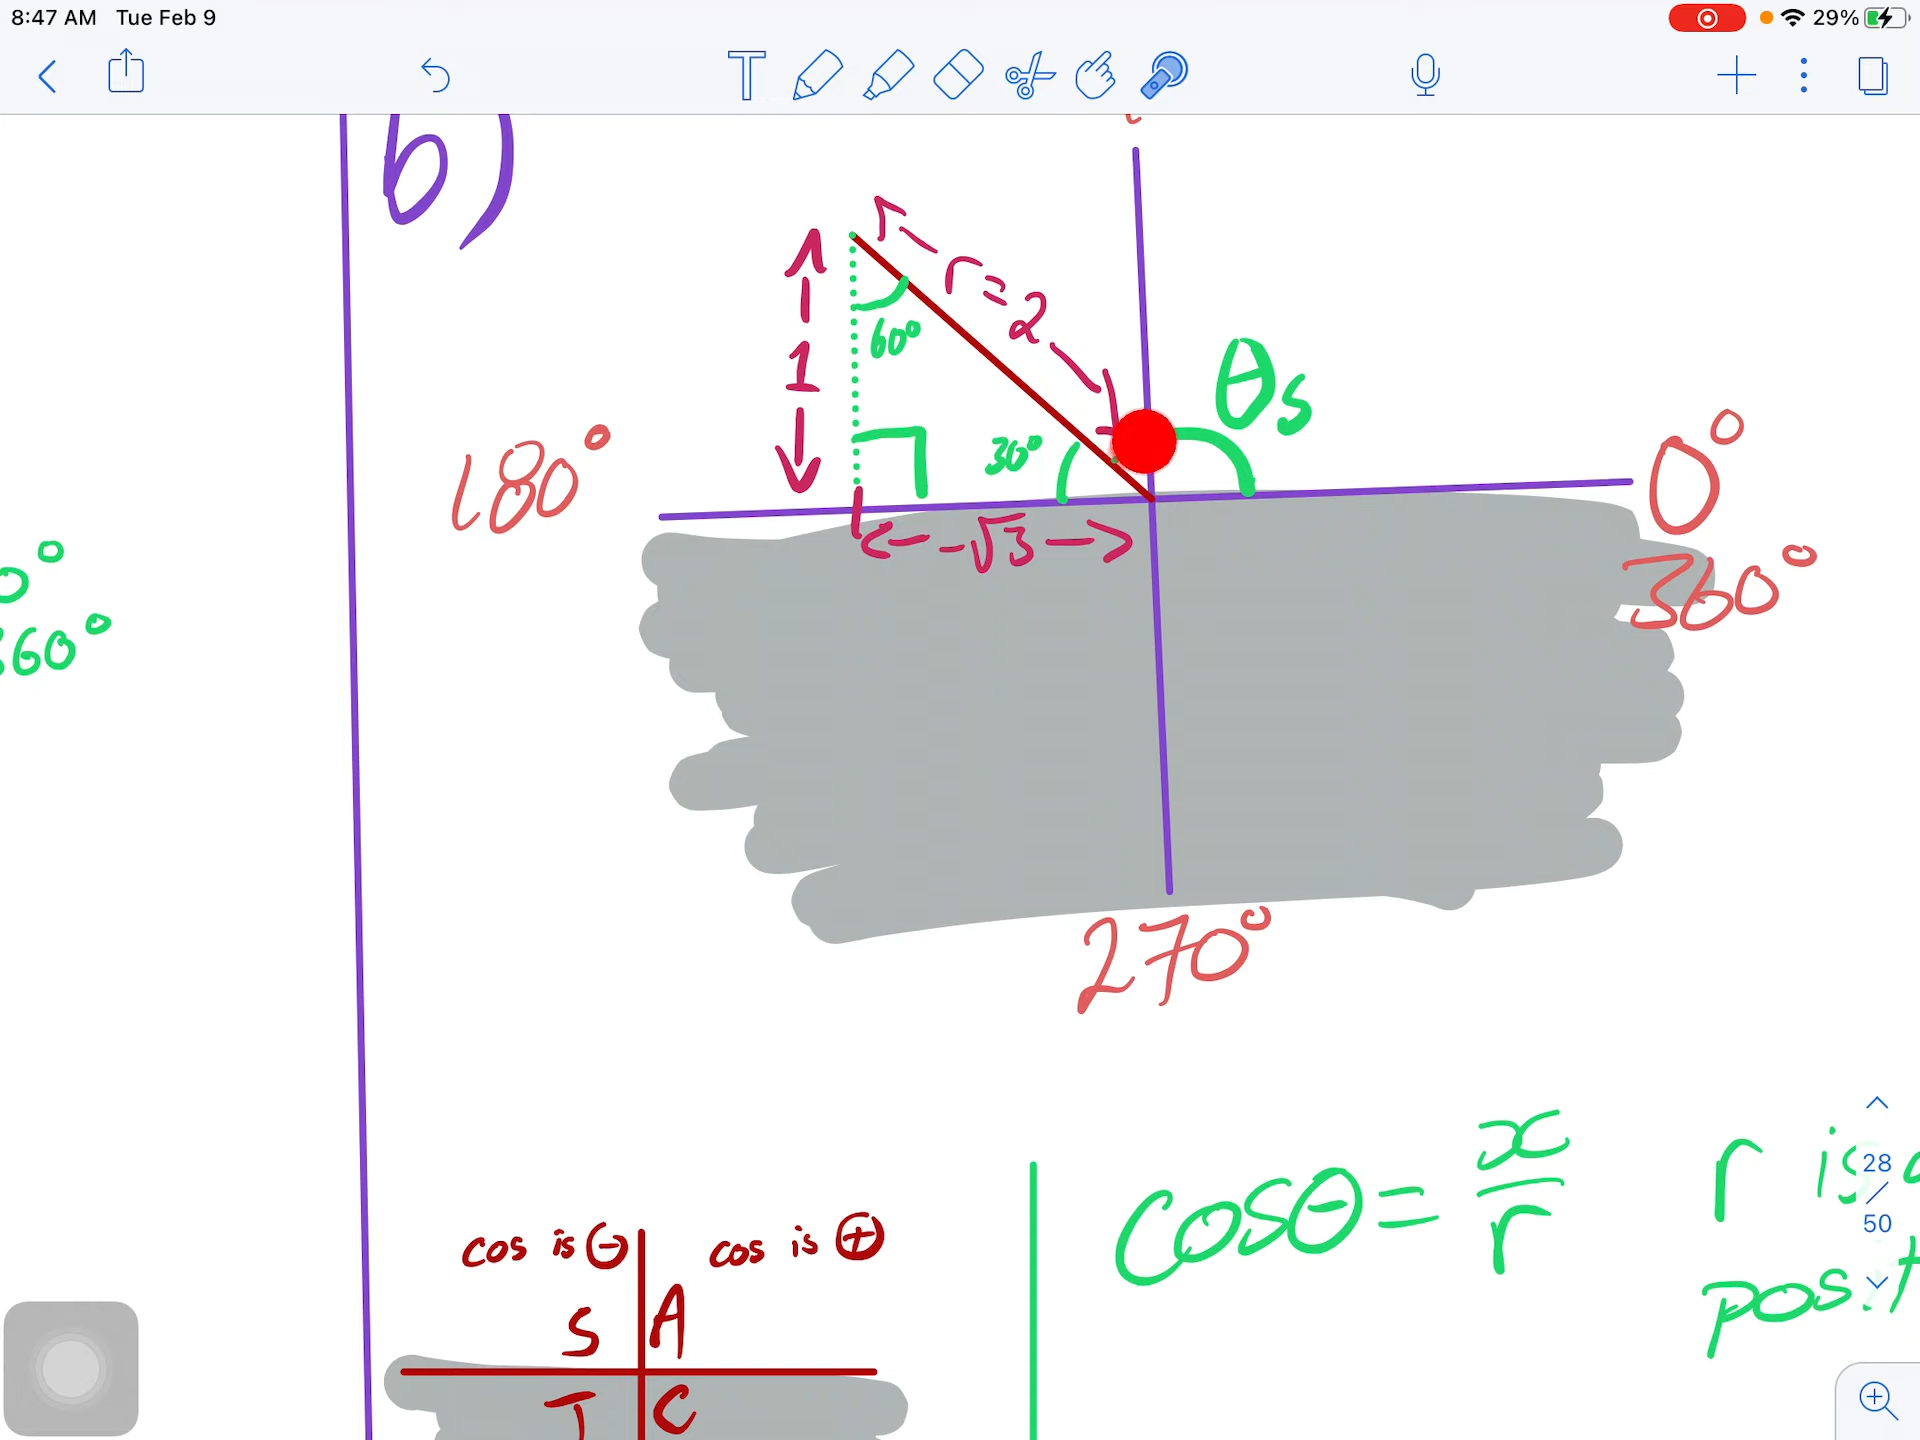 8:47 AM Tue Feb 9
29%
T
b)
r=2
60°
1
θs
30°
180°
0°
-√3
360°
0°
360°
270°
cosθ = x/r
r is
28
/
50
posit
cos is ⊖ cos is ⊕
S A
T C